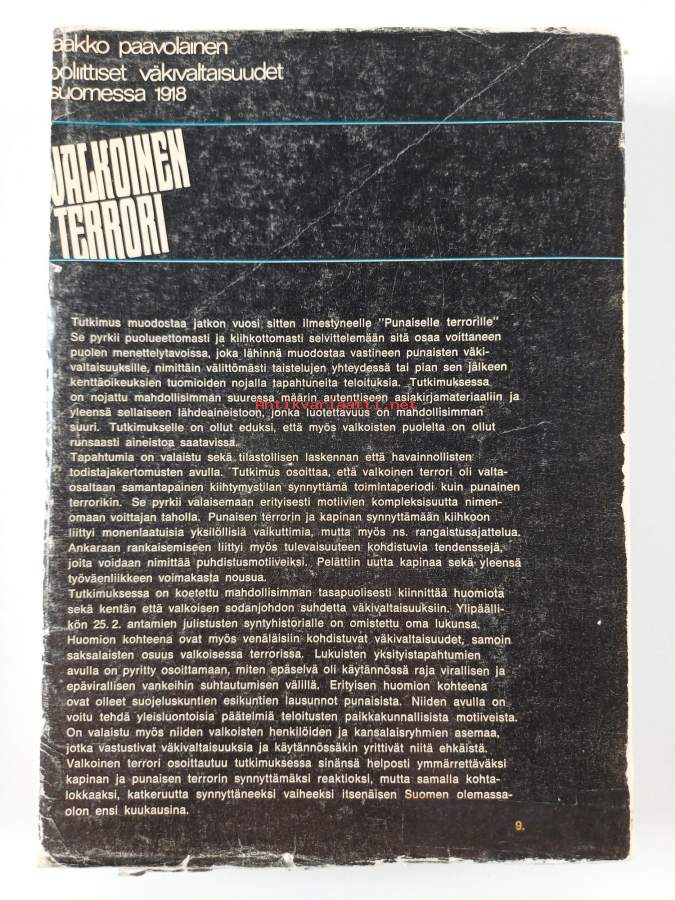 aakko paavolainen
poliittiset väkivaltaisuudet
suomessa 1918
VALKOINEN
TERRORI
Tutkimus muodostaa jatkon vuosi sitten ilmestyneelle "Punaiselle terrorille"
Se pyrkii puolueettomasti ja kiihkottomasti selvittelemään sitä osaa voittaneen
puolen menettelytavoissa, joka lähinnä muodostaa vastineen punaisten väki-
valtaisuuksille, nimittäin välittömästi taistelujen yhteydessä tai pian sen jälkeen
kenttäoikeuksien tuomioiden nojalla tapahtuneita teloituksia. Tutkimuksessa
on nojattu mahdollisimman suuressa määrin autenttiseen asiakirjamateriaaliin ja
Antikvariaatti.net
yleensä sellaiseen lähdeaineistoon, jonka luotettavuus on mahdollisimman
suuri. Tutkimukselle on ollut eduksi, että myös valkoisten puolelta on ollut
runsaasti aineistoa saatavissa.
Tapahtumia on valaistu sekä tilastollisen laskennan että havainnollisten
todistajakertomusten avulla. Tutkimus osoittaa, että valkoinen terrori oli valta-
osaltaan samantapainen kiihtymystilan synnyttämä toimintaperiodi kuin punainen
terrorikin. Se pyrkii valaisemaan erityisesti motiivien kompleksisuutta nimen-
omaan voittajan taholla. Punaisen terrorin ja kapinan synnyttämään kiihkoon
liittyi monenlaatuisia yksilöllisiä vaikuttimia, mutta myös ns. rangaistusajattelua.
Ankaraan rankaisemiseen liittyi myös tulevaisuuteen kohdistuvia tendenssejä,
joita voidaan nimittää puhdistusmotiiveiksi. Pelättiin uutta kapinaa sekä yleensä
työväenliikkeen voimakasta nousua.
Tutkimuksessa on koetettu mahdollisimman tasapuolisesti kiinnittää huomiota
sekä kentän että valkoisen sodanjohdon suhdetta väkivaltaisuuksiin. Ylipäälli-
kön 25. 2. antamien julistusten syntyhistorialle on omistettu oma lukunsa.
Huomion kohteena ovat myös venäläisiin kohdistuvat väkivaltaisuudet, samoin
saksalaisten osuus valkoisessa terrorissa. Lukuisten yksityistapahtumien
avulla on pyritty osoittamaan, miten epäselvä oli käytännössä raja virallisen ja
epävirallisen vankeihin suhtautumisen välillä. Erityisen huomion kohteena
ovat olleet suojeluskuntien esikuntien lausunnot punaisista. Niiden avulla on
voitu tehdä yleisluontoisia päätelmiä teloitusten paikkakunnallisista motiiveista.
On valaistu myös niiden valkoisten henkilöiden ja kansalaisryhmien asemaa,
jotka vastustivat väkivaltaisuuksia ja käytännössäkin yrittivät niitä ehkäistä.
Valkoinen terrori osoittautuu tutkimuksessa sinänsä helposti ymmärrettäväksi
kapinan ja punaisen terrorin synnyttämäksi reaktioksi, mutta samalla kohta-
lokkaaksi, katkeruutta synnyttäneeksi vaiheeksi itsenäisen Suomen olemassa-
olon ensi kuukausina.
9.